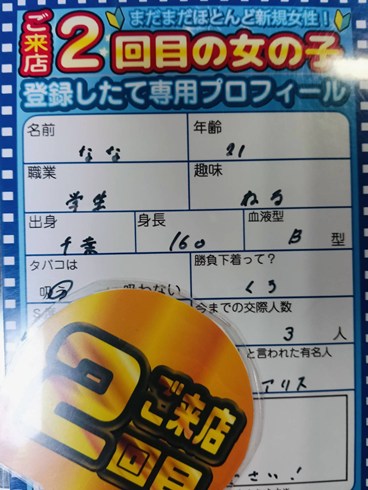 まだまだほとんど新規女性！
ご来店2回目の女の子
登録したて専用プロフィール
名前 なな 年齢 21
職業 学生 趣味 ねる
出身 千葉 身長 160 血液型 B 型
タバコは 吸う 吸わない 勝負下着って？ くろ
今までの交際人数 3 人
と言われた有名人 アリス
さい！
2
ご来店
回目